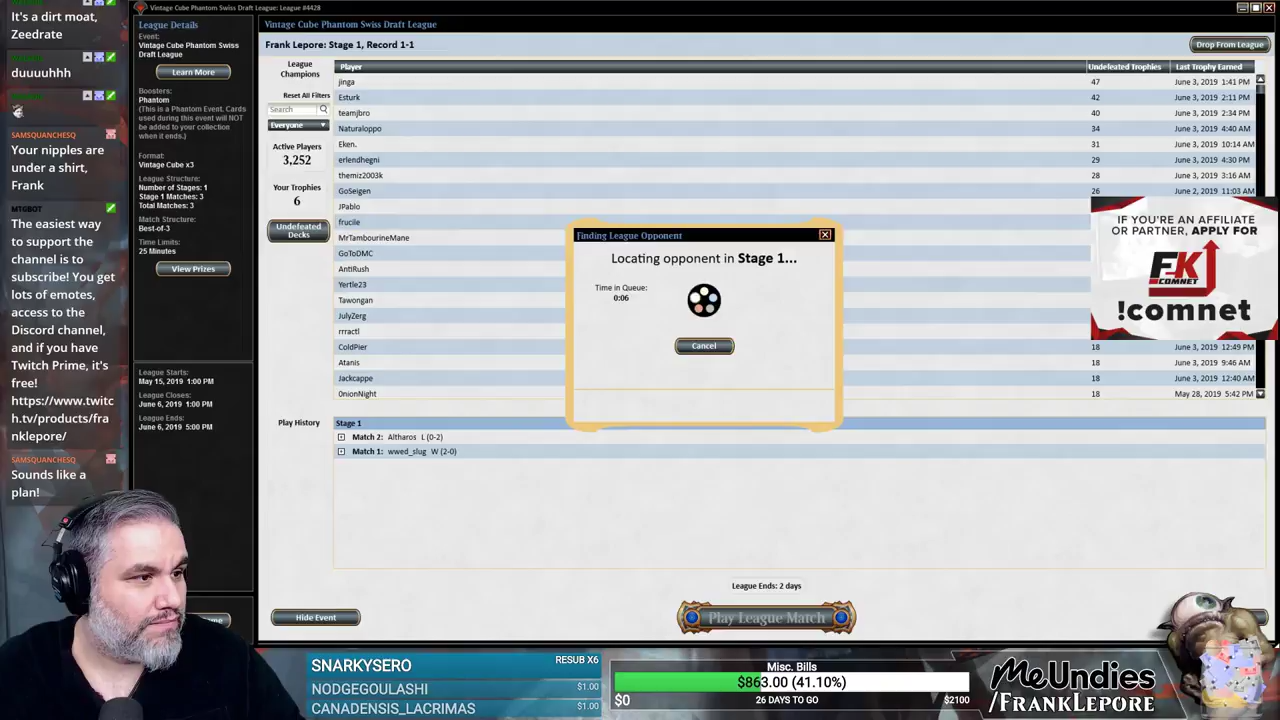 It's a dirt moat,
Zeedrate
duuuuhhh
SAMSQUANCHESQ
Your nipples are
under a shirt,
Frank
MTGBOT
The easiest way
to support the
channel is to
subscribe! You get
lots of emotes,
access to the
Discord channel,
and if you have
Twitch Prime, it's
free!
https://www.twitc
h.tv/products/fra
nklepore/
SAMSQUANCHESQ
Sounds like a
plan!
Vintage Cube Phantom Swiss Draft League: League #4428
League Details
Event:
Vintage Cube Phantom Swiss
Draft League
Learn More
Boosters:
Phantom
(This is a Phantom Event. Cards
used during this event will NOT
be added to your collection
when it ends.)
Format:
Vintage Cube x3
League Structure:
Number of Stages: 1
Stage 1 Matches: 3
Total Matches: 3
Match Structure:
Best-of-3
Time Limits:
25 Minutes
View Prizes
League Starts:
May 15, 2019 1:00 PM
League Closes:
June 6, 2019 1:00 PM
League Ends:
June 6, 2019 5:00 PM
Vintage Cube Phantom Swiss Draft League
Frank Lepore: Stage 1, Record 1-1
Drop From League
League
Champions
Reset All Filters
Search
Everyone
Active Players
3,252
Your Trophies
6
Undefeated
Decks
Player Undefeated Trophies Last Trophy Earned
jinga 47 June 3, 2019 1:41 PM
Esturk 42 June 3, 2019 2:11 PM
teamjbro 40 June 3, 2019 2:34 PM
Naturaloppo 34 June 3, 2019 4:40 AM
Eken. 31 June 3, 2019 10:14 AM
erlendhegni 29 June 3, 2019 4:30 PM
themiz2003k 28 June 3, 2019 3:16 AM
GoSeigen 26 June 2, 2019 11:03 AM
JPablo
frucile
MrTambourineMane
GoToDMC
AntiRush
Yertle23
Tawongan
JulyZerg
rrractl
ColdPier 18 June 3, 2019 12:49 PM
Atanis 18 June 3, 2019 9:46 AM
Jackcappe 18 June 3, 2019 12:40 AM
0nionNight 18 May 28, 2019 5:42 PM
Finding League Opponent
Locating opponent in Stage 1...
Time in Queue:
0:06
Cancel
IF YOU'RE AN AFFILIATE
OR PARTNER, APPLY FOR
COMNET
!comnet
Play History
Stage 1
Match 2: Altharos L (0-2)
Match 1: wwed_slug W (2-0)
League Ends: 2 days
Hide Event
Play League Match
SNARKYSERO RESUB X6
NODGEGOULASHI $1.00
CANADENSIS_LACRIMAS $1.00
Misc. Bills
$863.00 (41.10%)
$0 26 DAYS TO GO $2100
MeUndies
/FRANKLEPORE